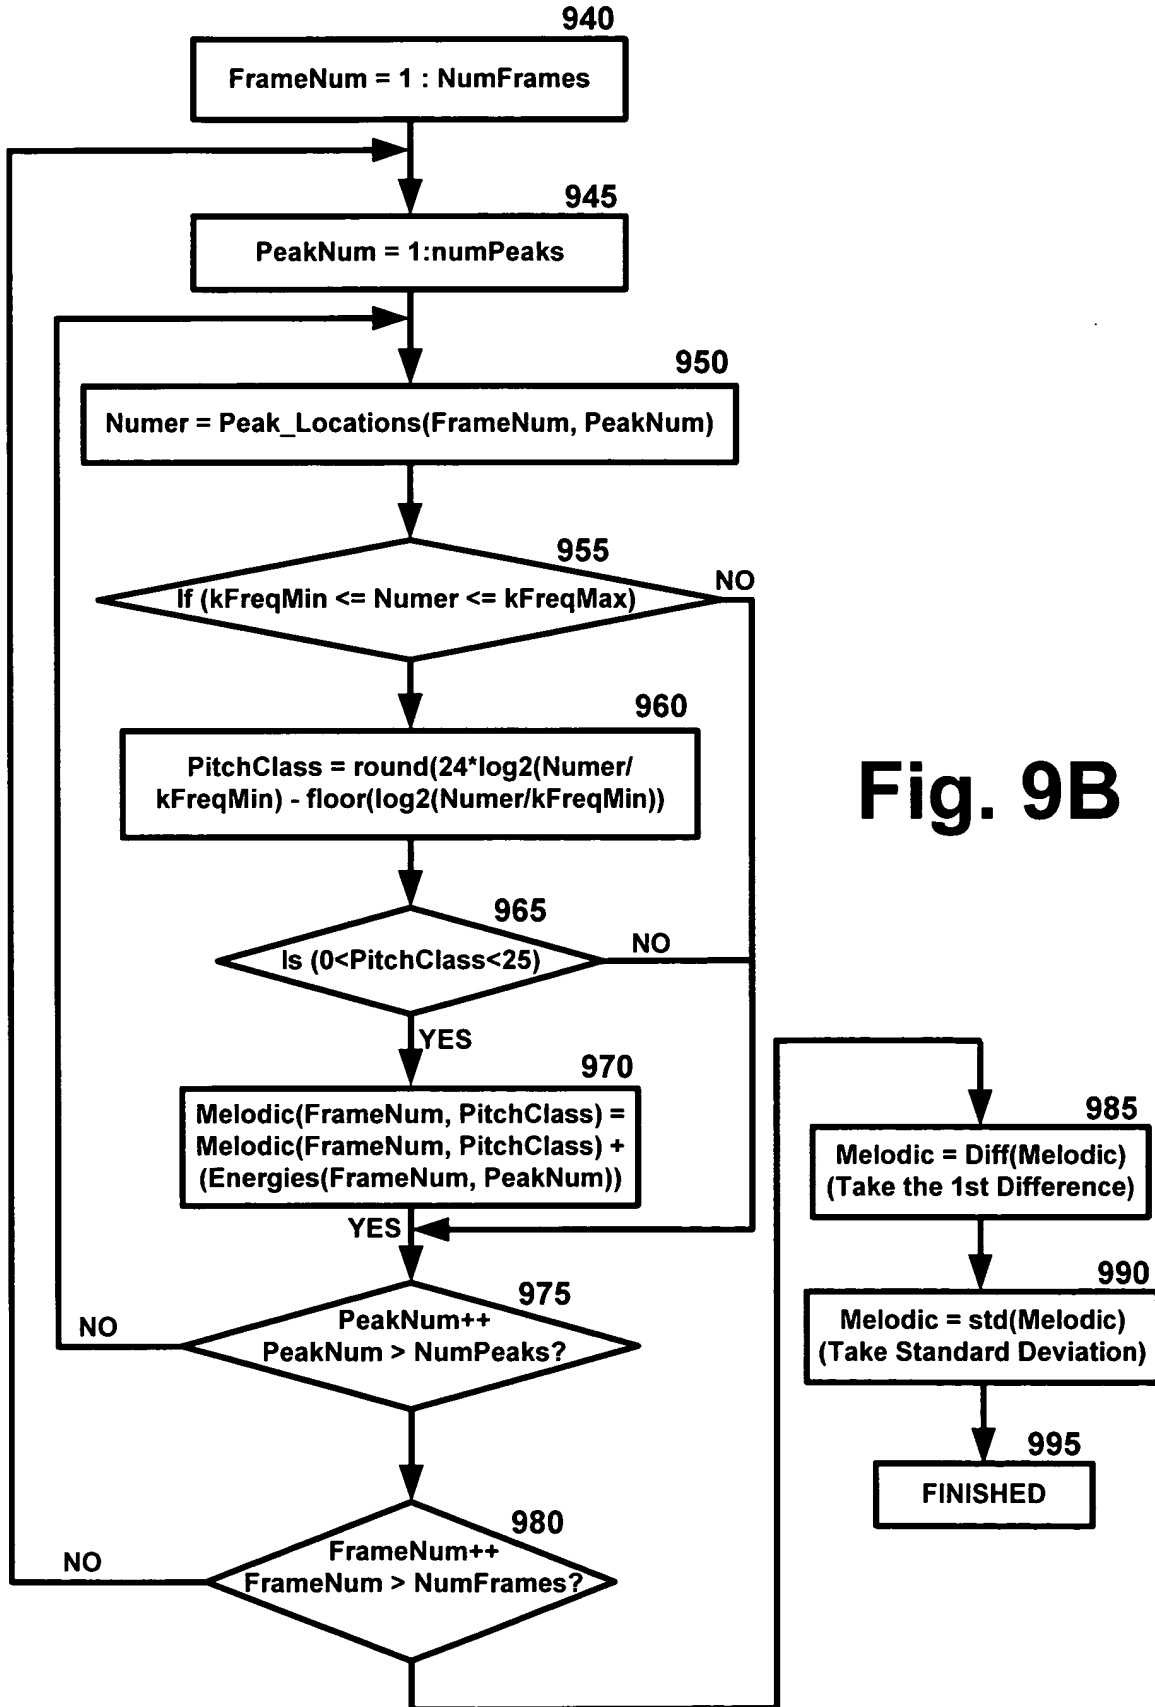 940
FrameNum = 1 : NumFrames
945
PeakNum = 1:numPeaks
950
Numer = Peak_Locations(FrameNum, PeakNum)
955
If (kFreqMin <= Numer <= kFreqMax)
NO
960
PitchClass = round(24*log2(Numer/
kFreqMin) - floor(log2(Numer/kFreqMin))
Fig. 9B
965
Is (0<PitchClass<25)
NO
YES
970
Melodic(FrameNum, PitchClass) =
Melodic(FrameNum, PitchClass) +
(Energies(FrameNum, PeakNum))
YES
975
PeakNum++
PeakNum > NumPeaks?
NO
980
FrameNum++
FrameNum > NumFrames?
NO
985
Melodic = Diff(Melodic)
(Take the 1st Difference)
990
Melodic = std(Melodic)
(Take Standard Deviation)
995
FINISHED